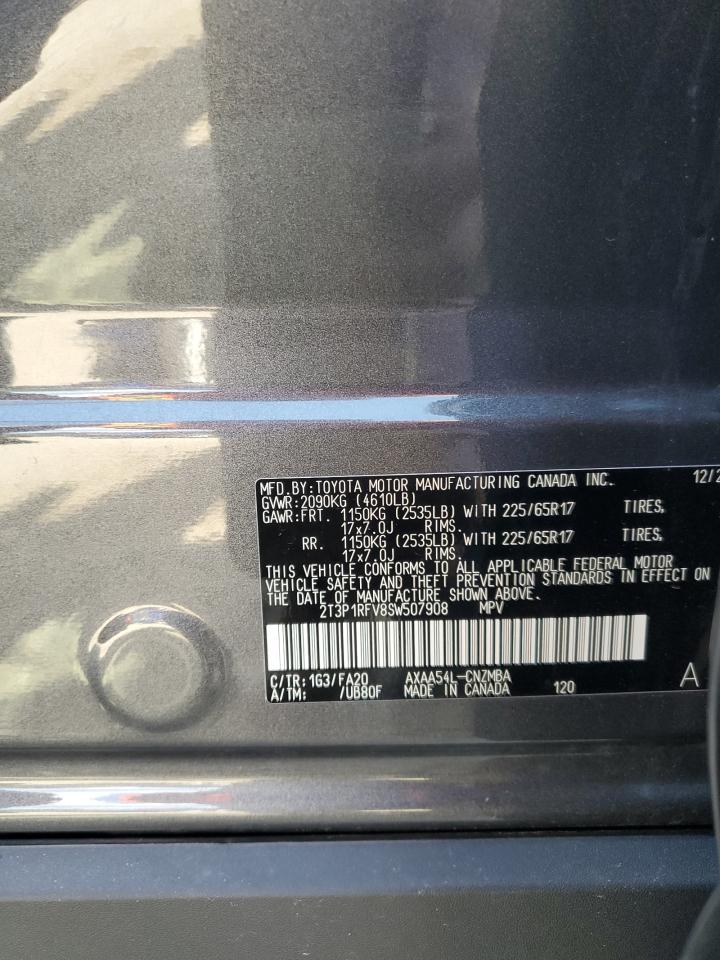 MFD.BY:TOYOTA MOTOR MANUFACTURING CANADA INC. 12/2
GVWR:2090KG (4610LB)
GAWR:FRT. 1150KG (2535LB) WITH 225/65R17 TIRES,
17x7.0J RIMS.
RR. 1150KG (2535LB) WITH 225/65R17 TIRES,
17x7.0J RIMS.
THIS VEHICLE CONFORMS TO ALL APPLICABLE FEDERAL MOTOR
VEHICLE SAFETY AND THEFT PREVENTION STANDARDS IN EFFECT ON
THE DATE OF MANUFACTURE SHOWN ABOVE.
2T3P1RFV8SW507908 MPV
C/TR:1G3/FA20 AXAA54L-CNZMBA
A/TM: /UB80F MADE IN CANADA 120 A